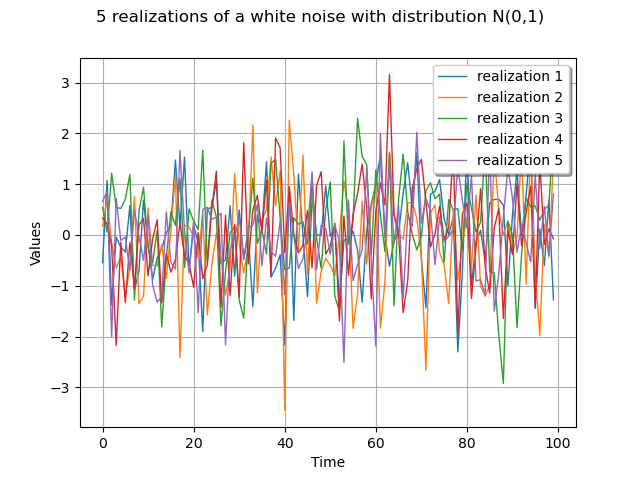 5 realizations of a white noise with distribution N(0,1)
realization 1
realization 2
realization 3
realization 4
realization 5
3
2
1
0
−1
−2
−3
Values
0 20 40 60 80 100
Time